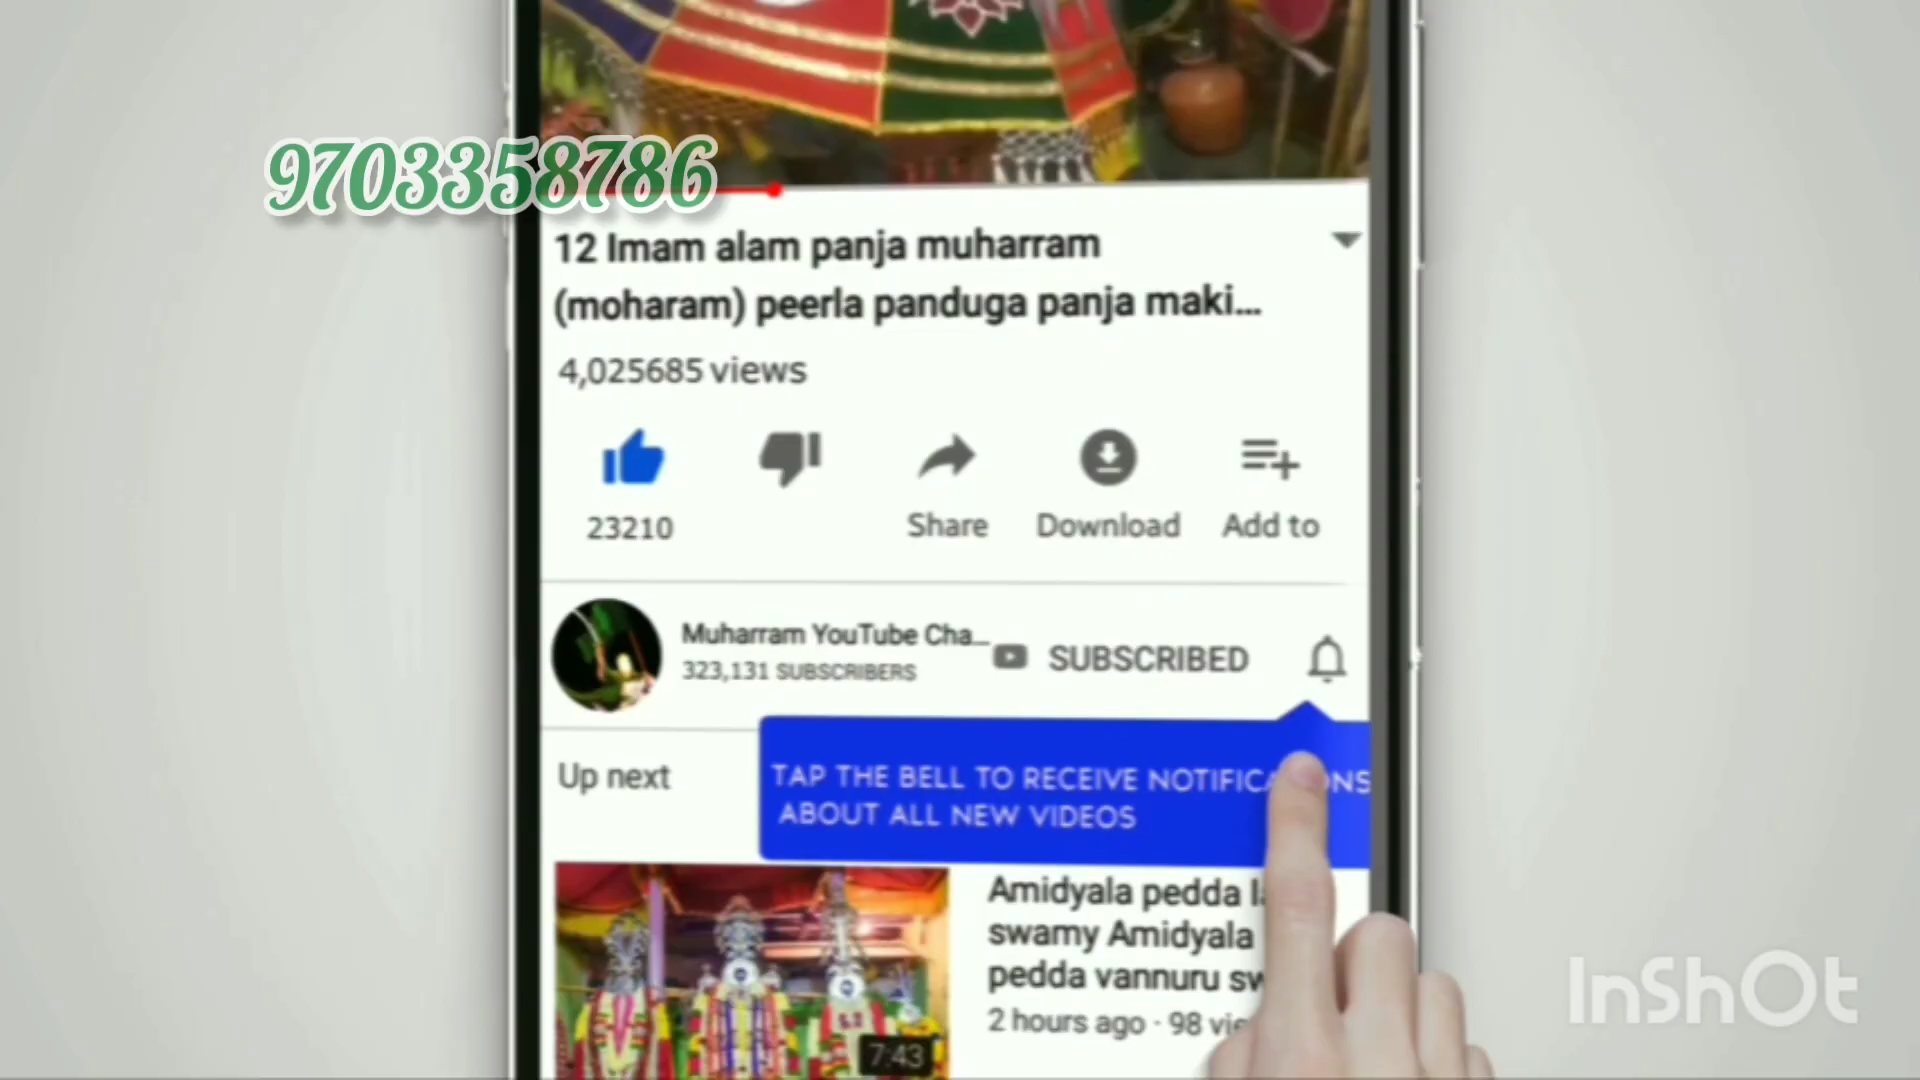 9703358786
12 Imam alam panja muharram
(moharam) peerla panduga panja maki...
4,025685 views
23210
Share
Download
Add to
Muharram YouTube Cha...
323,131 SUBSCRIBERS
SUBSCRIBED
Up next
TAP THE BELL TO RECEIVE
ABOUT ALL NEW VIDEOS
Amidyala pedda
swamy Amidyala
pedda vannuru
2 hours ago · 98
7:43
InShOt